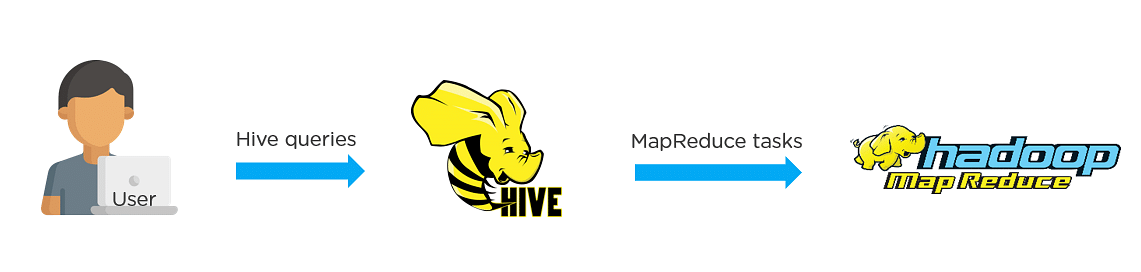 User
Hive queries
HIVE
MapReduce tasks
hadoop
Map Reduce